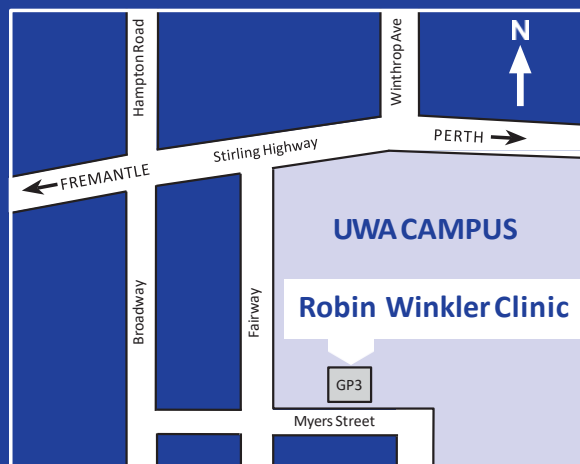 Hampton Road
Winthrop Ave
N
PERTH
Stirling Highway
FREMANTLE
UWA CAMPUS
Robin Winkler Clinic
Broadway
Fairway
GP3
Myers Street